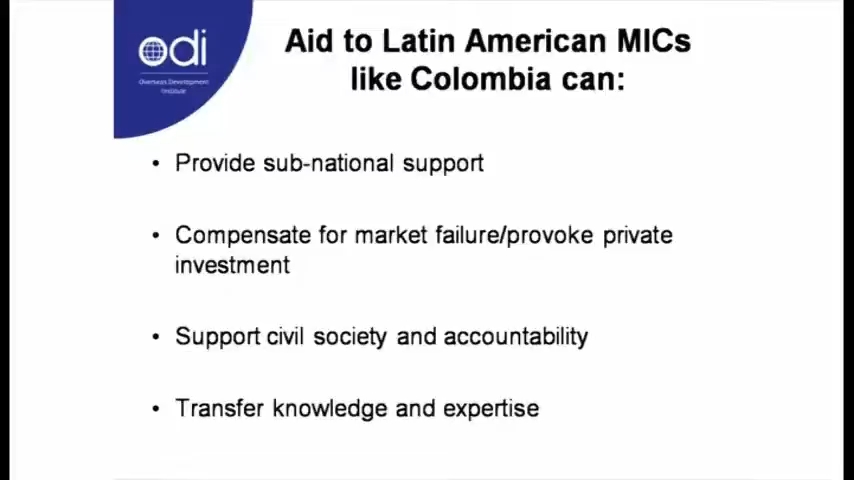 odi
Overseas Development
Institute
Aid to Latin American MICs
like Colombia can:
• Provide sub-national support
• Compensate for market failure/provoke private
investment
• Support civil society and accountability
• Transfer knowledge and expertise